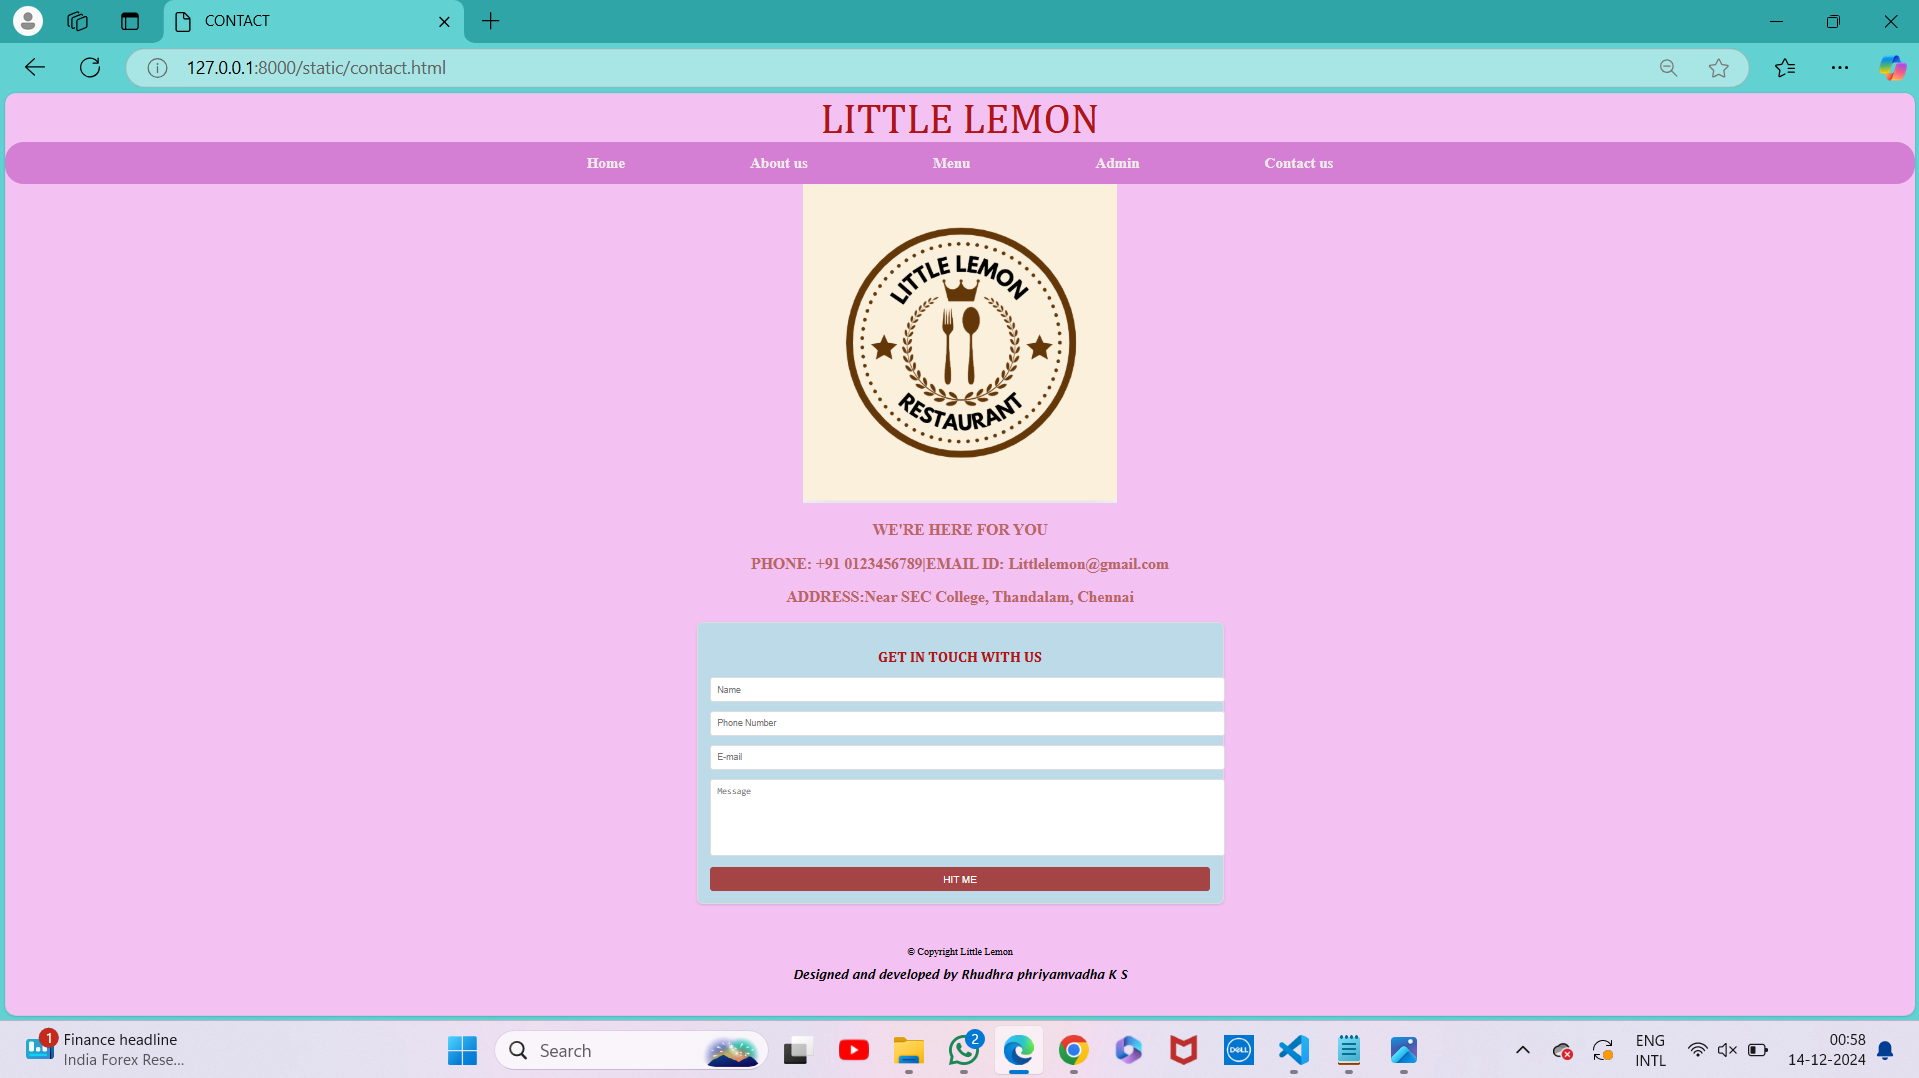 CONTACT
127.0.0.1:8000/static/contact.html
LITTLE LEMON
Home About us Menu Admin Contact us
LITTLE LEMON
RESTAURANT
WE'RE HERE FOR YOU
PHONE: +91 0123456789|EMAIL ID: Littlelemon@gmail.com
ADDRESS:Near SEC College, Thandalam, Chennai
GET IN TOUCH WITH US
Name
Phone Number
E-mail
Message
HIT ME
© Copyright Little Lemon
Designed and developed by Rhudhra phriyamvadha K S
1 Finance headline
India Forex Rese...
Search
2
DELL
ENG
INTL
00:58
14-12-2024